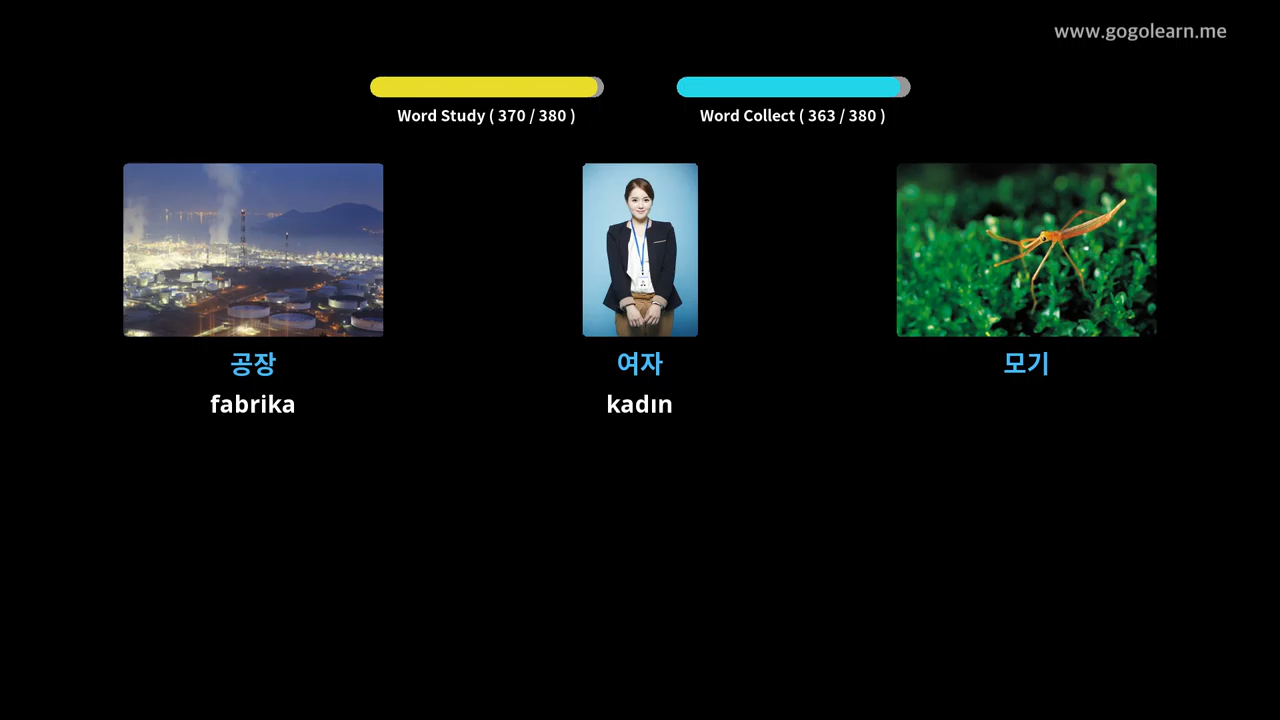 www.gogolearn.me
Word Study ( 370 / 380 )
Word Collect ( 363 / 380 )
공장
여자
모기
fabrika
kadın